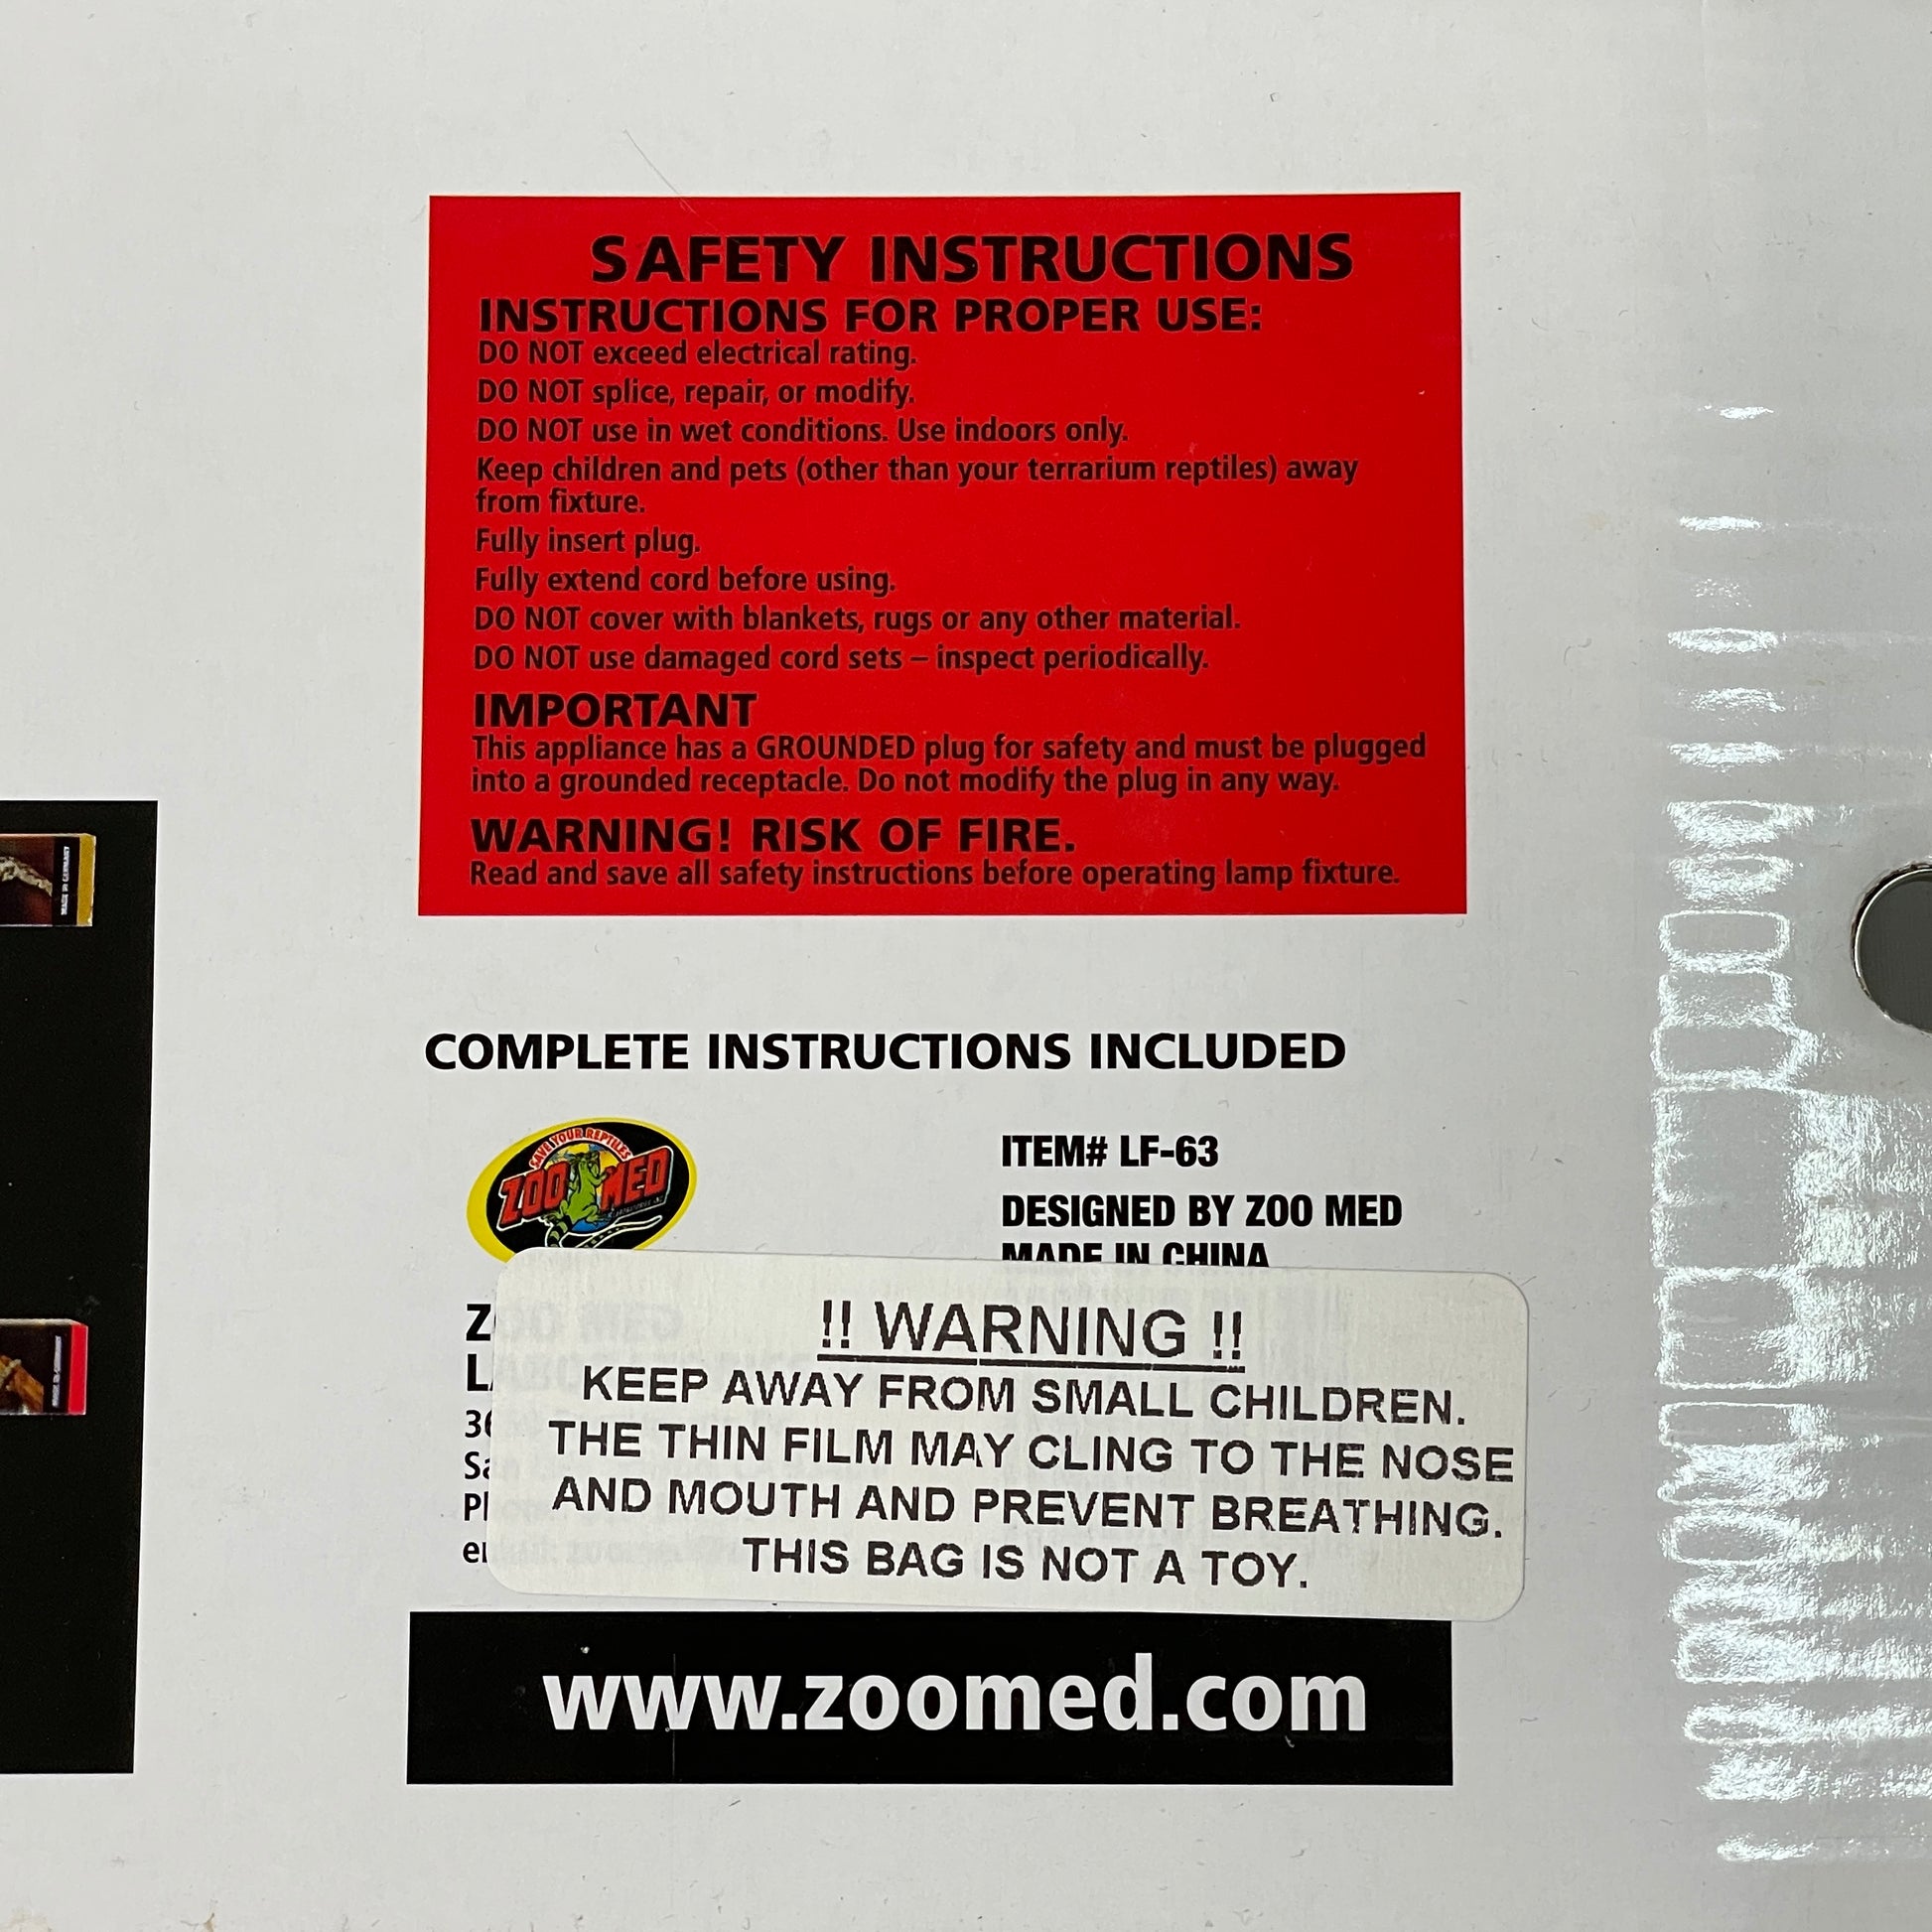 SAFETY INSTRUCTIONS
INSTRUCTIONS FOR PROPER USE:
DO NOT exceed electrical rating.
DO NOT splice, repair, or modify.
DO NOT use in wet conditions. Use indoors only.
Keep children and pets (other than your terrarium reptiles) away
from fixture.
Fully insert plug.
Fully extend cord before using.
DO NOT cover with blankets, rugs or any other material.
DO NOT use damaged cord sets – inspect periodically.
IMPORTANT
This appliance has a GROUNDED plug for safety and must be plugged
into a grounded receptacle. Do not modify the plug in any way.
WARNING! RISK OF FIRE.
Read and save all safety instructions before operating lamp fixture.
MADE IN GERMANY
COMPLETE INSTRUCTIONS INCLUDED
SAVE YOUR REPTILES
ZOO MED
ITEM# LF-63
DESIGNED BY ZOO MED
MADE IN CHINA
!! WARNING !!
KEEP AWAY FROM SMALL CHILDREN.
THE THIN FILM MAY CLING TO THE NOSE
AND MOUTH AND PREVENT BREATHING.
THIS BAG IS NOT A TOY.
www.zoomed.com